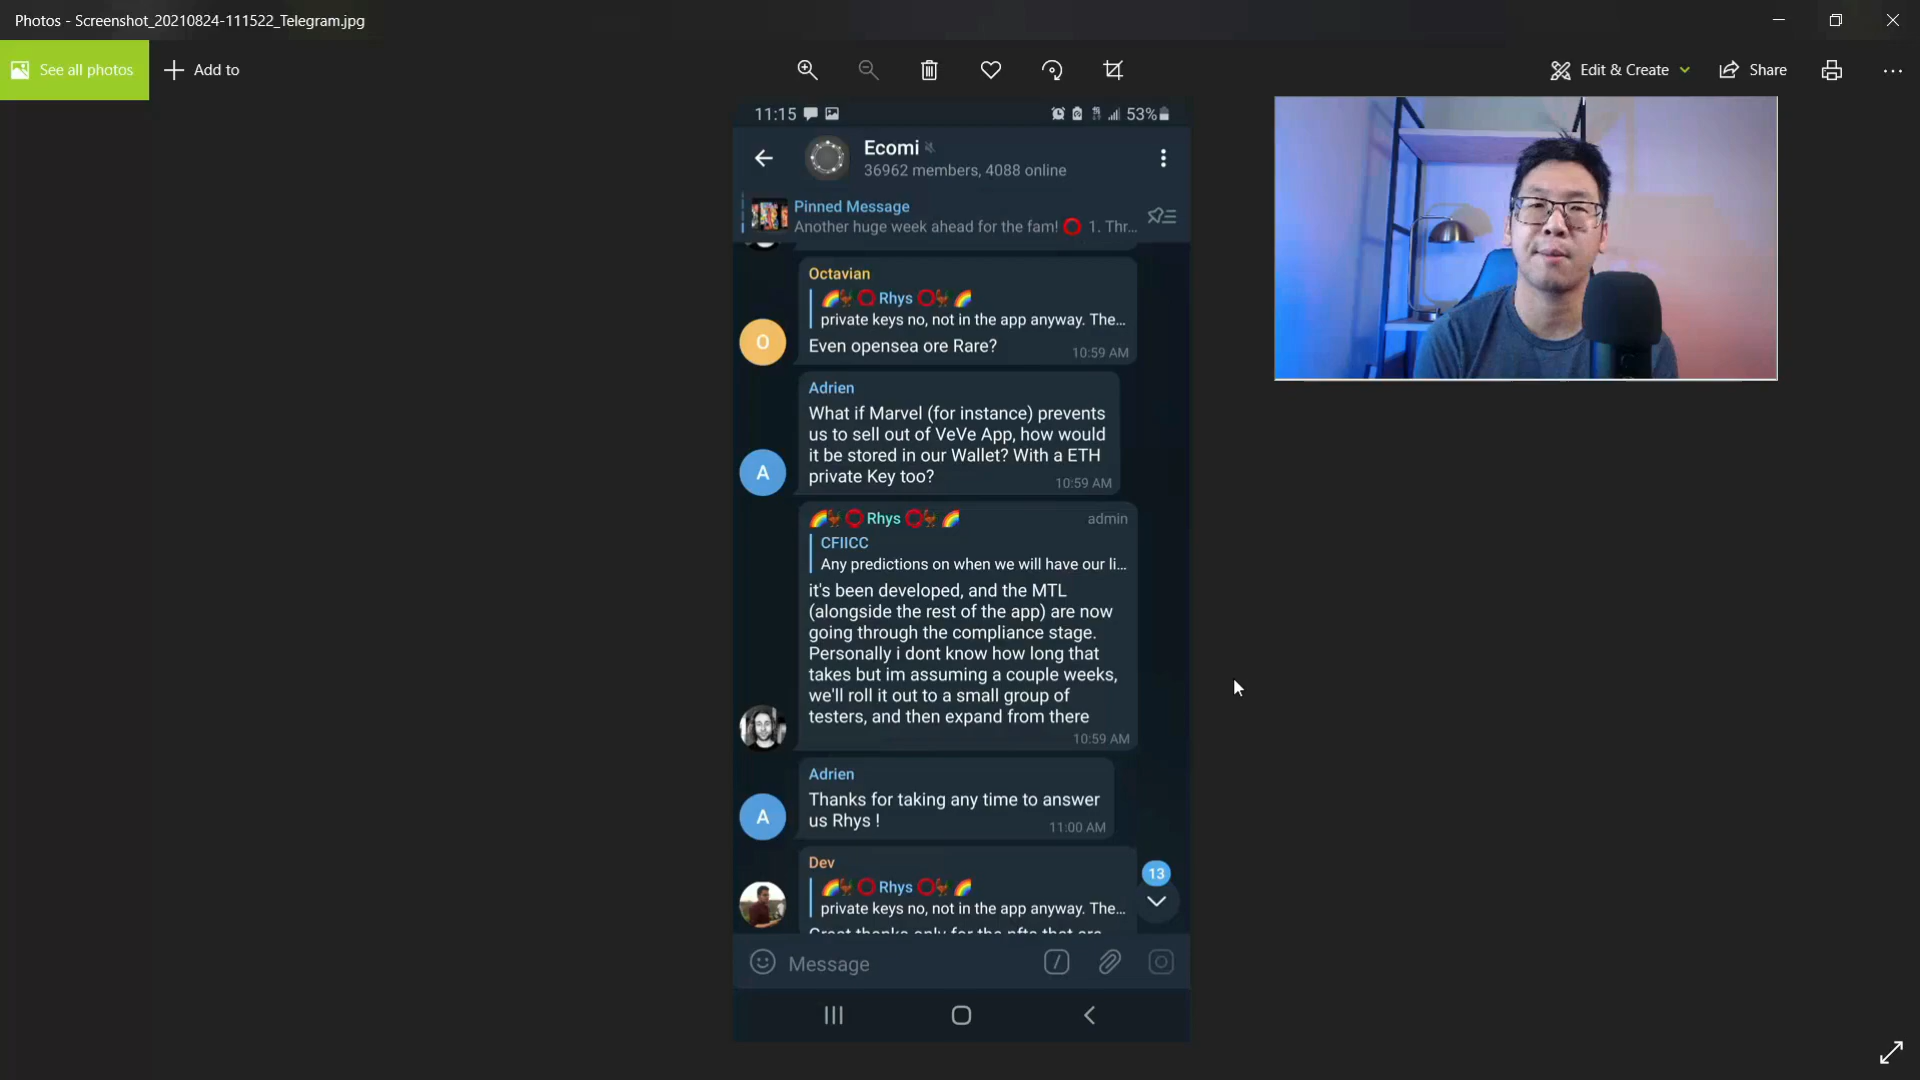 Photos - Screenshot_20210824-111522_Telegram.jpg
See all photos
Add to
Edit & Create
Share
11:15
53%
Ecomi
36962 members, 4088 online
Pinned Message
Another huge week ahead for the fam! ⭕ 1. Thr...
Octavian
Rhys
private keys no, not in the app anyway. The...
O
Even opensea ore Rare?
10:59 AM
Adrien
What if Marvel (for instance) prevents
us to sell out of VeVe App, how would
it be stored in our Wallet? With a ETH
private Key too?
A
10:59 AM
Rhys
admin
CFIICC
Any predictions on when we will have our li...
it's been developed, and the MTL
(alongside the rest of the app) are now
going through the compliance stage.
Personally i dont know how long that
takes but im assuming a couple weeks,
we'll roll it out to a small group of
testers, and then expand from there
10:59 AM
Adrien
Thanks for taking any time to answer
us Rhys !
A
11:00 AM
Dev
Rhys
13
private keys no, not in the app anyway. The...
Great thanks only for the nfts that are
Message